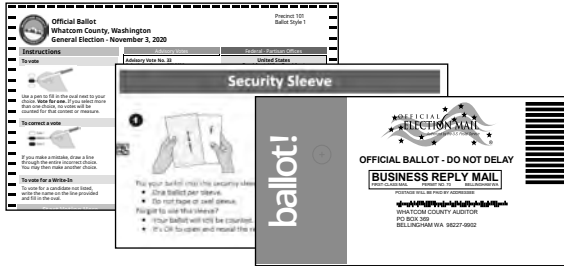 Official Ballot
Whatcom County, Washington
General Election - November 3, 2020
Precinct 101
Ballot Style 1
Instructions
Advisory Votes
Federal - Partisan Offices
To vote
Use a pen to fill in the oval next to your
choice. Vote for one. If you select more
than one choice, no votes will be
counted for that contest or measure.
To correct a vote
If you make a mistake, draw a line
through the entire incorrect choice.
You may then make another choice.
To vote for a Write-In
To vote for a candidate not listed,
write the name on the line provided
and fill in the oval.
Advisory Vote No. 33
United States
Security Sleeve
1
Put your ballot into this security sleeve
One ballot per sleeve.
Do not tape or seal sleeve.
Forgot to use this sleeve?
Your ballot will still be counted.
It's OK to open and reseal the re
ballot!
OFFICIAL
ELECTION MAIL
®
OFFICIAL BALLOT - DO NOT DELAY
BUSINESS REPLY MAIL
FIRST-CLASS MAIL PERMIT NO. 70 BELLINGHAM WA
POSTAGE WILL BE PAID BY ADDRESSEE
WHATCOM COUNTY AUDITOR
PO BOX 369
BELLINGHAM WA 98227-9902